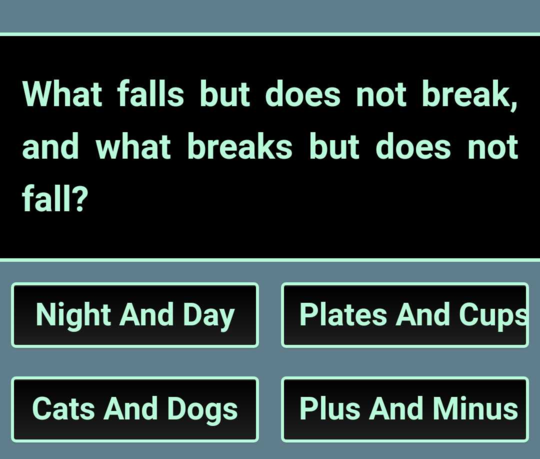 What falls but does not break,
and what breaks but does not
fall?
Night And Day
Plates And Cups
Cats And Dogs
Plus And Minus